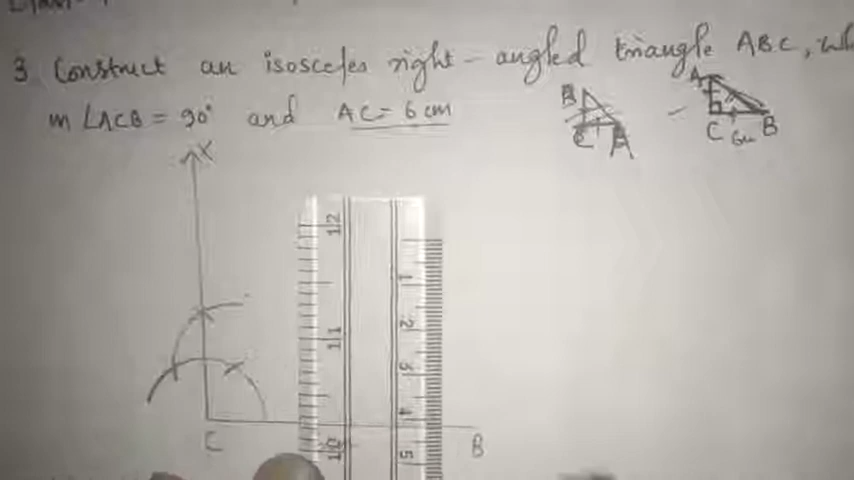 3 Construct an isosceles right-angled triangle ABC,
m ∠ACB = 90° and AC = 6 cm
A
B
C A
C 6cm B
X
12
11
10
1
2
3
4
5
C
B